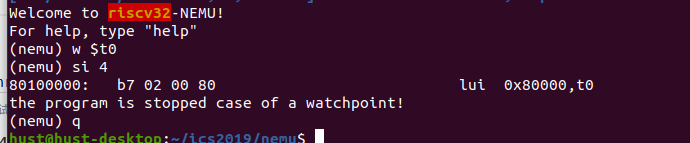 Welcome to riscv32-NEMU!
For help, type "help"
(nemu) w $t0
(nemu) si 4
80100000:   b7 02 00 80                               lui  0x80000,t0
the program is stopped case of a watchpoint!
(nemu) q
hust@hust-desktop:~/ics2019/nemu$